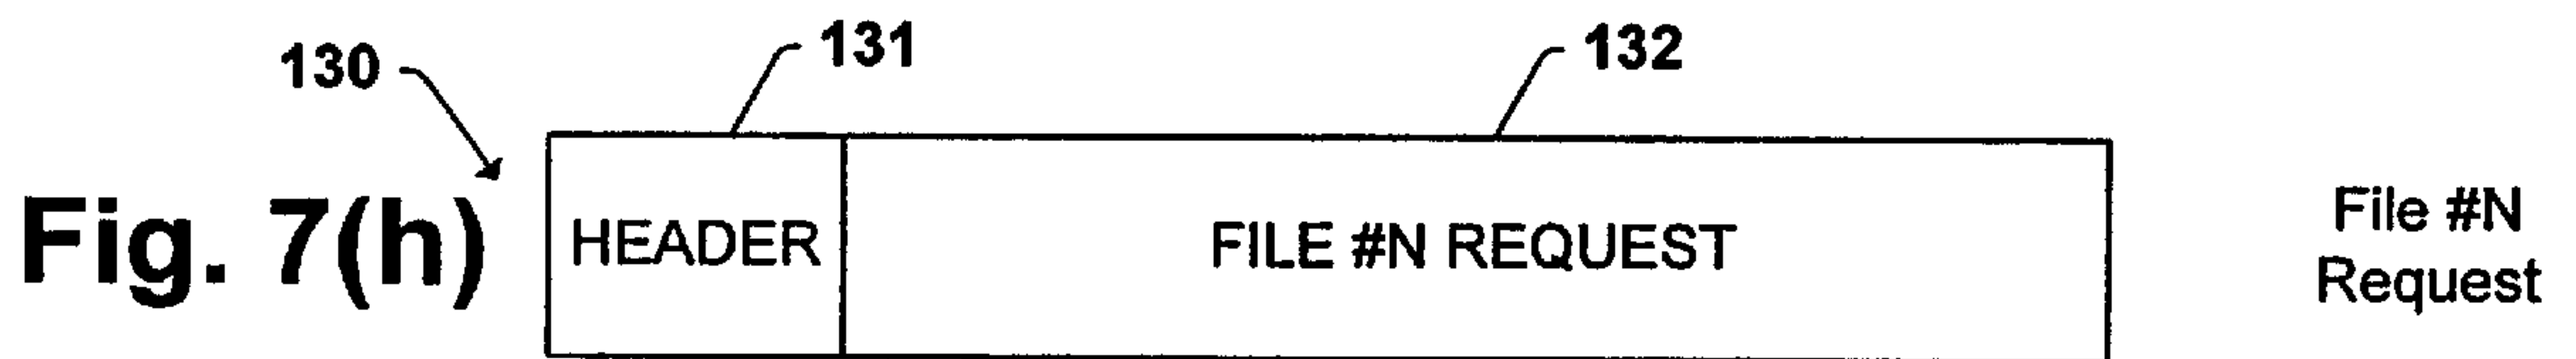 130
131
132
Fig. 7(h)
HEADER
FILE #N REQUEST
File #N
Request